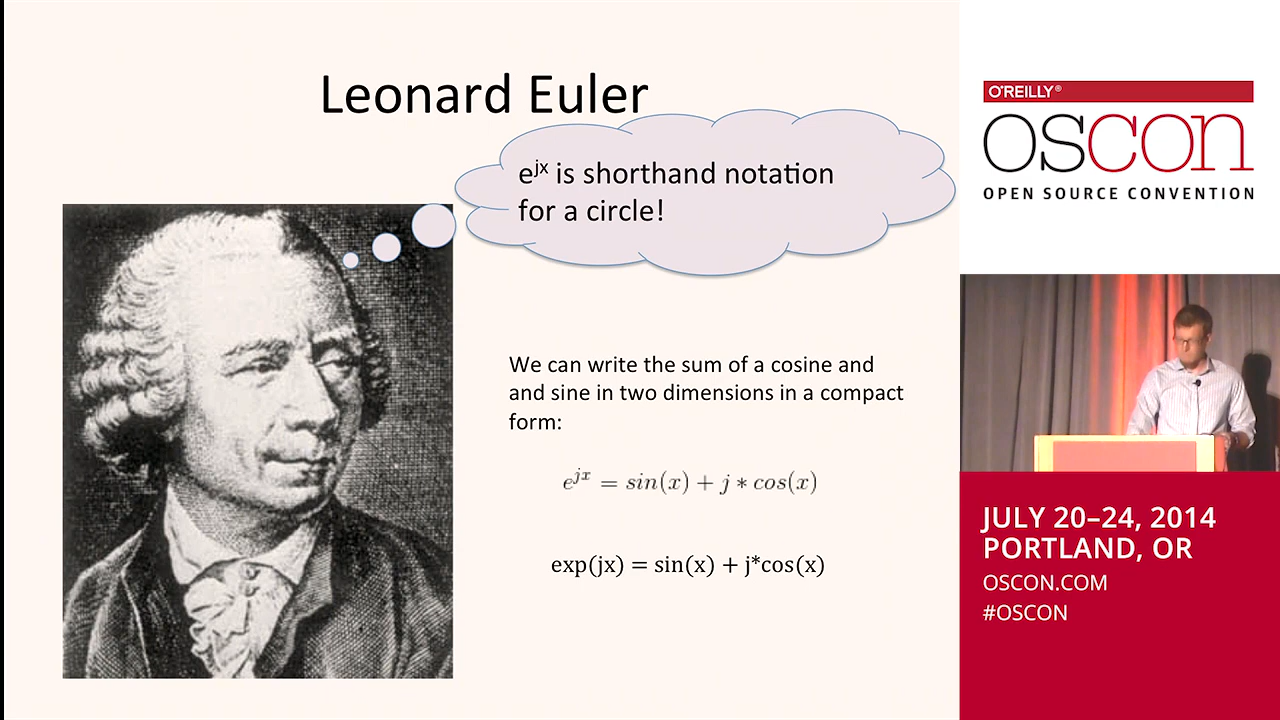 Leonard Euler
eʲˣ is shorthand notation
for a circle!
We can write the sum of a cosine and
and sine in two dimensions in a compact
form:
eʲˣ = sin(x) + j * cos(x)
exp(jx) = sin(x) + j*cos(x)
O'REILLY®
OSCON
OPEN SOURCE CONVENTION
JULY 20–24, 2014
PORTLAND, OR
OSCON.COM
#OSCON